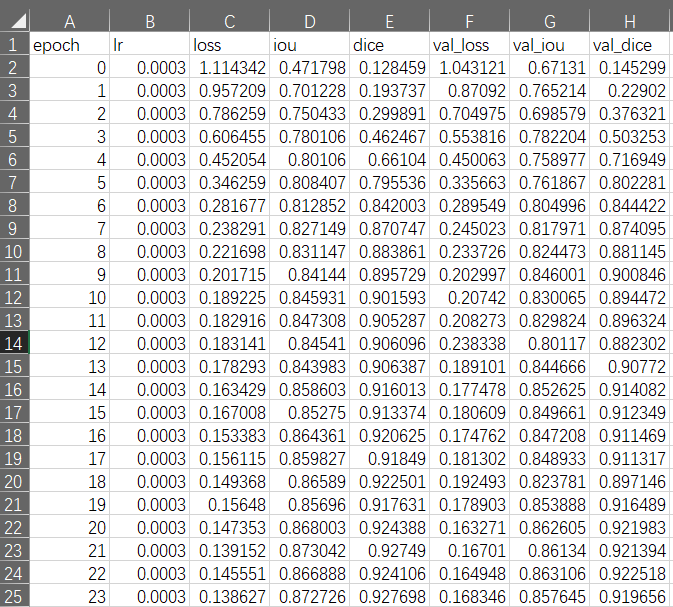 A B C D E F G H
1 epoch lr loss iou dice val_loss val_iou val_dice
2 0 0.0003 1.114342 0.471798 0.128459 1.043121 0.67131 0.145299
3 1 0.0003 0.957209 0.701228 0.193737 0.87092 0.765214 0.22902
4 2 0.0003 0.786259 0.750433 0.299891 0.704975 0.698579 0.376321
5 3 0.0003 0.606455 0.780106 0.462467 0.553816 0.782204 0.503253
6 4 0.0003 0.452054 0.80106 0.66104 0.450063 0.758977 0.716949
7 5 0.0003 0.346259 0.808407 0.795536 0.335663 0.761867 0.802281
8 6 0.0003 0.281677 0.812852 0.842003 0.289549 0.804996 0.844422
9 7 0.0003 0.238291 0.827149 0.870747 0.245023 0.817971 0.874095
10 8 0.0003 0.221698 0.831147 0.883861 0.233726 0.824473 0.881145
11 9 0.0003 0.201715 0.84144 0.895729 0.202997 0.846001 0.900846
12 10 0.0003 0.189225 0.845931 0.901593 0.20742 0.830065 0.894472
13 11 0.0003 0.182916 0.847308 0.905287 0.208273 0.829824 0.896324
14 12 0.0003 0.183141 0.84541 0.906096 0.238338 0.80117 0.882302
15 13 0.0003 0.178293 0.843983 0.906387 0.189101 0.844666 0.90772
16 14 0.0003 0.163429 0.858603 0.916013 0.177478 0.852625 0.914082
17 15 0.0003 0.167008 0.85275 0.913374 0.180609 0.849661 0.912349
18 16 0.0003 0.153383 0.864361 0.920625 0.174762 0.847208 0.911469
19 17 0.0003 0.156115 0.859827 0.91849 0.181302 0.848933 0.911317
20 18 0.0003 0.149368 0.86589 0.922501 0.192493 0.823781 0.897146
21 19 0.0003 0.15648 0.85696 0.917631 0.178903 0.853888 0.916489
22 20 0.0003 0.147353 0.868003 0.924388 0.163271 0.862605 0.921983
23 21 0.0003 0.139152 0.873042 0.92749 0.16701 0.86134 0.921394
24 22 0.0003 0.145551 0.866888 0.924106 0.164948 0.863106 0.922518
25 23 0.0003 0.138627 0.872726 0.927698 0.168346 0.857645 0.919656